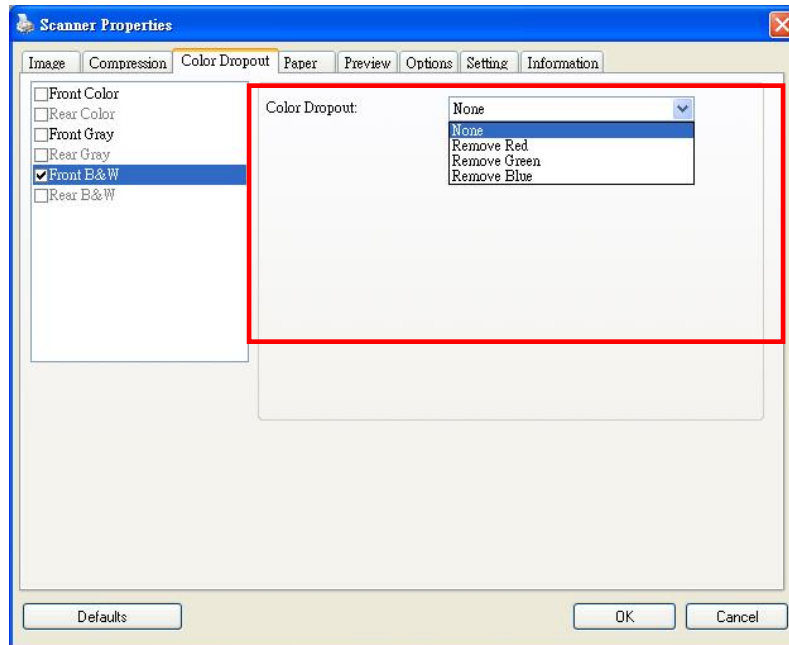 Scanner Properties
Image Compression Color Dropout Paper Preview Options Setting Information
Front Color
Rear Color
Front Gray
Rear Gray
Front B&W
Rear B&W
Color Dropout: None
None
Remove Red
Remove Green
Remove Blue
Defaults OK Cancel